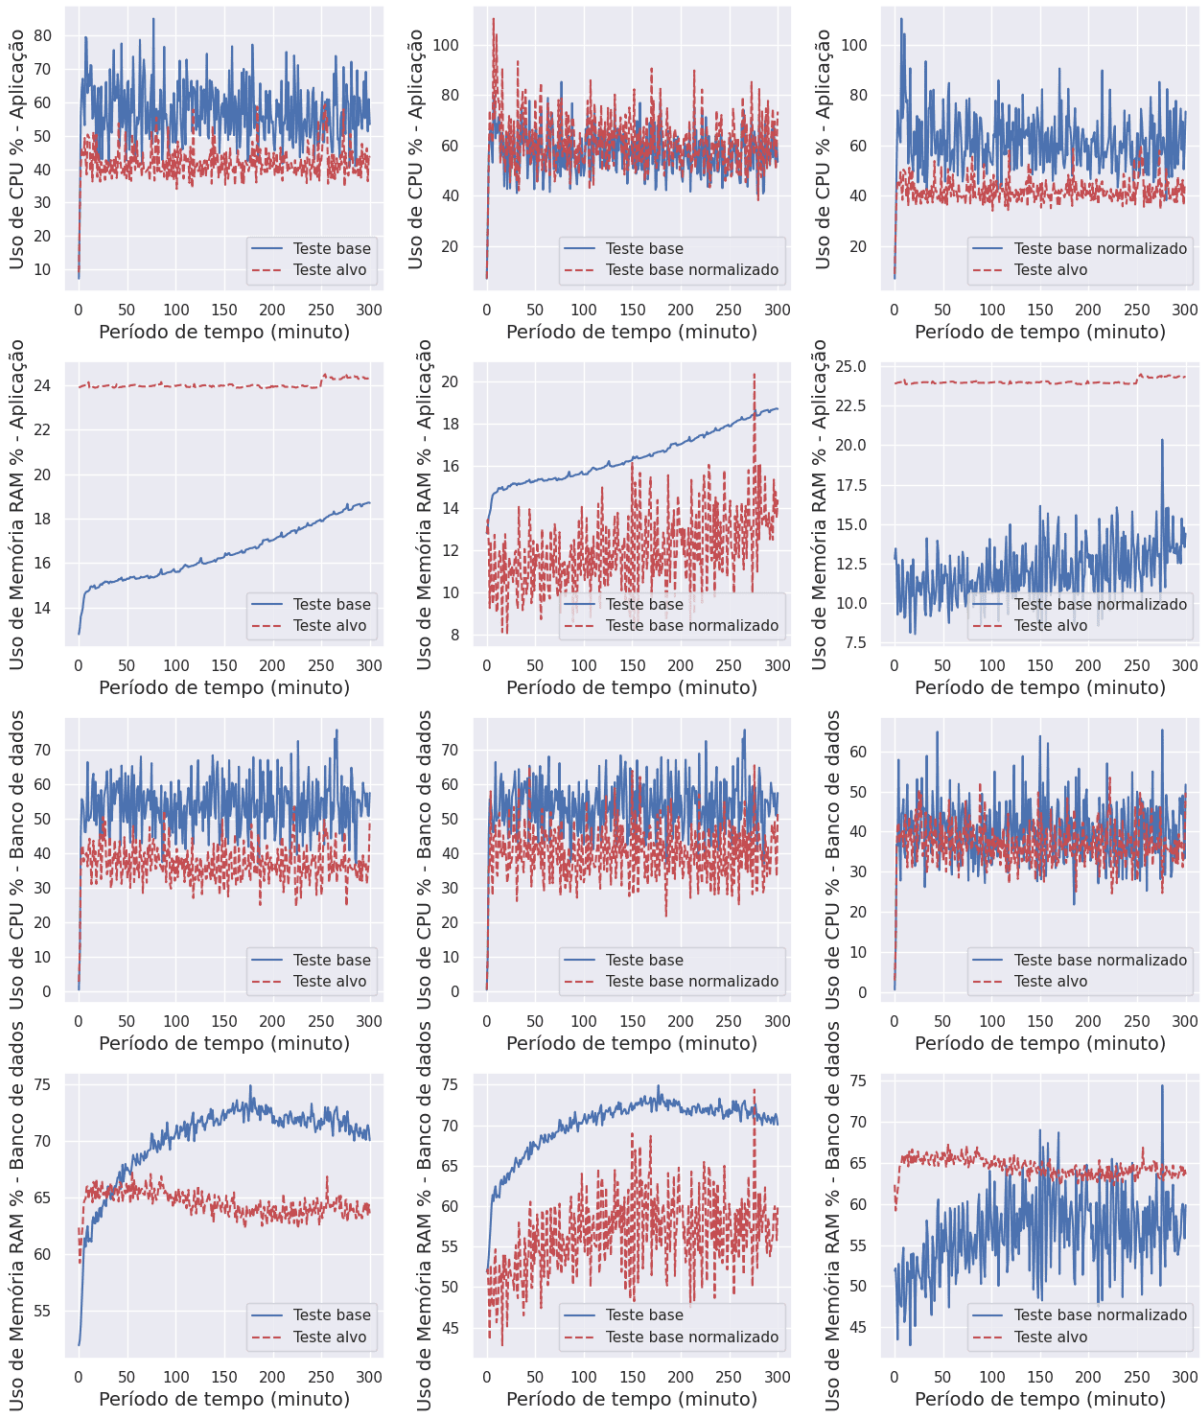 Uso de CPU % - Aplicação
80
70
60
50
40
30
20
10
0 50 100 150 200 250 300
Período de tempo (minuto)
Teste base
Teste alvo
Uso de CPU % - Aplicação
100
80
60
40
20
0 50 100 150 200 250 300
Período de tempo (minuto)
Teste base
Teste base normalizado
Uso de CPU % - Aplicação
100
80
60
40
20
0 50 100 150 200 250 300
Período de tempo (minuto)
Teste base normalizado
Teste alvo
Uso de Memória RAM % - Aplicação
24
22
20
18
16
14
0 50 100 150 200 250 300
Período de tempo (minuto)
Teste base
Teste alvo
Uso de Memória RAM % - Aplicação
20
18
16
14
12
10
8
0 50 100 150 200 250 300
Período de tempo (minuto)
Teste base
Teste base normalizado
Uso de Memória RAM % - Aplicação
25.0
22.5
20.0
17.5
15.0
12.5
10.0
7.5
0 50 100 150 200 250 300
Período de tempo (minuto)
Teste base normalizado
Teste alvo
Uso de CPU % - Banco de dados
70
60
50
40
30
20
10
0
0 50 100 150 200 250 300
Período de tempo (minuto)
Teste base
Teste alvo
Uso de CPU % - Banco de dados
70
60
50
40
30
20
10
0
0 50 100 150 200 250 300
Período de tempo (minuto)
Teste base
Teste base normalizado
Uso de CPU % - Banco de dados
60
50
40
30
20
10
0
0 50 100 150 200 250 300
Período de tempo (minuto)
Teste base normalizado
Teste alvo
Uso de Memória RAM % - Banco de dados
75
70
65
60
55
0 50 100 150 200 250 300
Período de tempo (minuto)
Teste base
Teste alvo
Uso de Memória RAM % - Banco de dados
75
70
65
60
55
50
45
0 50 100 150 200 250 300
Período de tempo (minuto)
Teste base
Teste base normalizado
Uso de Memória RAM % - Banco de dados
75
70
65
60
55
50
45
0 50 100 150 200 250 300
Período de tempo (minuto)
Teste base normalizado
Teste alvo